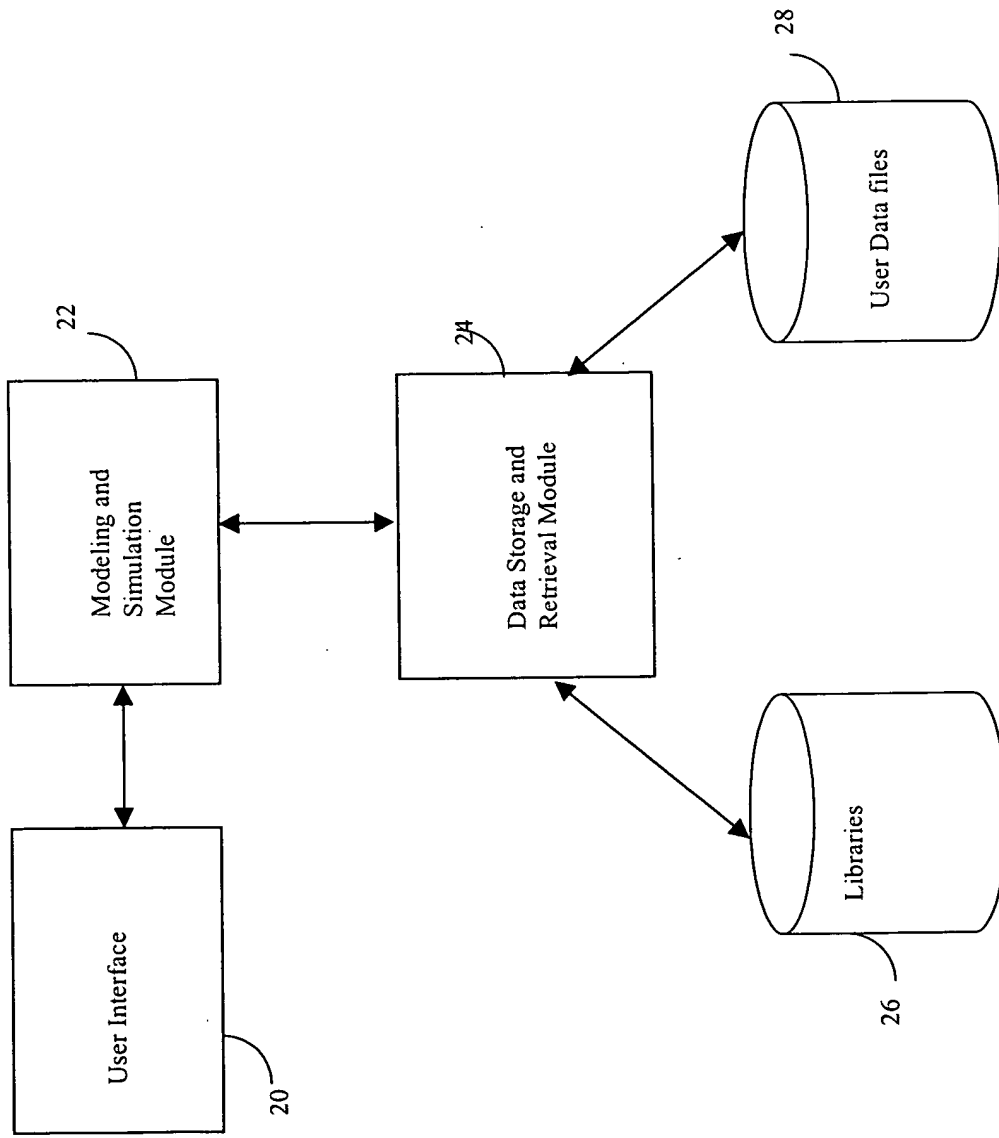 User Interface
20
Modeling and
Simulation
Module
22
Data Storage and
Retrieval Module
24
Libraries
26
User Data files
28